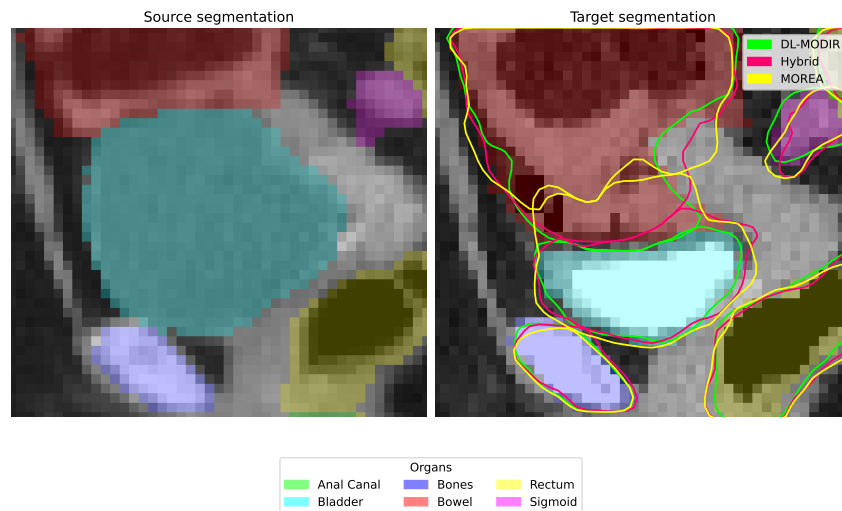 Source segmentation
Target segmentation
DL-MODIR
Hybrid
MOREA
Organs
Anal Canal Bones Rectum
Bladder Bowel Sigmoid